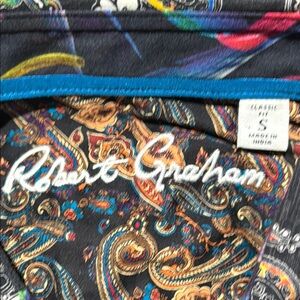 CLASSIC
FIT
S
MADE IN
INDIA
Robert Graham